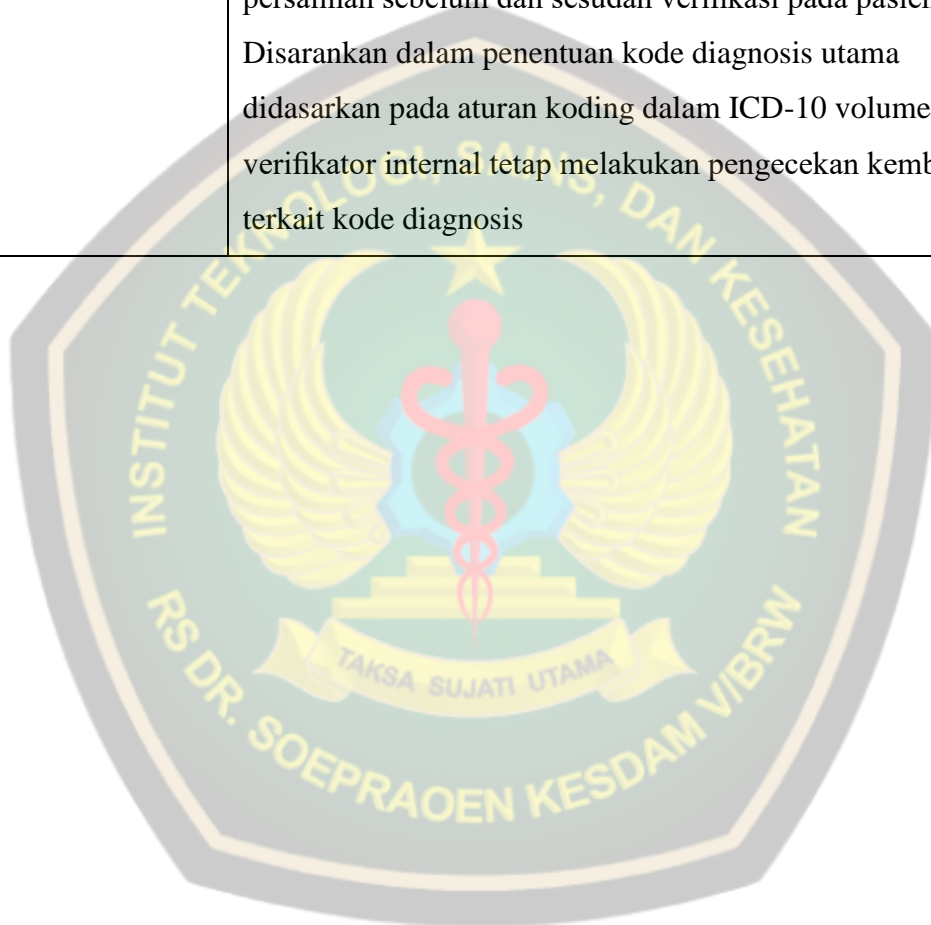 persalinan sebelum dan sesudah verifikasi pada pasien
Disarankan dalam penentuan kode diagnosis utama
didasarkan pada aturan koding dalam ICD-10 volume
verifikator internal tetap melakukan pengecekan kemb
terkait kode diagnosis
INSTITUT TEKNOLOGI, SAINS, DAN KESEHATAN
TAKSA SUJATI UTAMA
RS DR. SOEPRAOEN KESDAM V/BRW